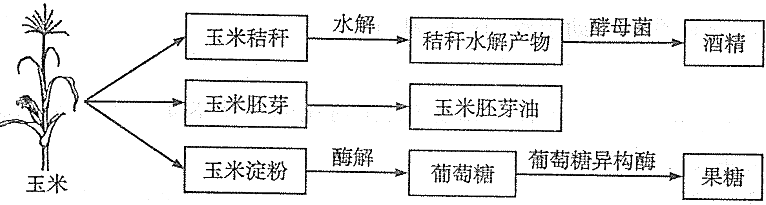 玉米秸秆 水解 秸秆水解产物 酵母菌 酒精
玉米胚芽 玉米胚芽油
玉米淀粉 酶解 葡萄糖 葡萄糖异构酶 果糖
玉米